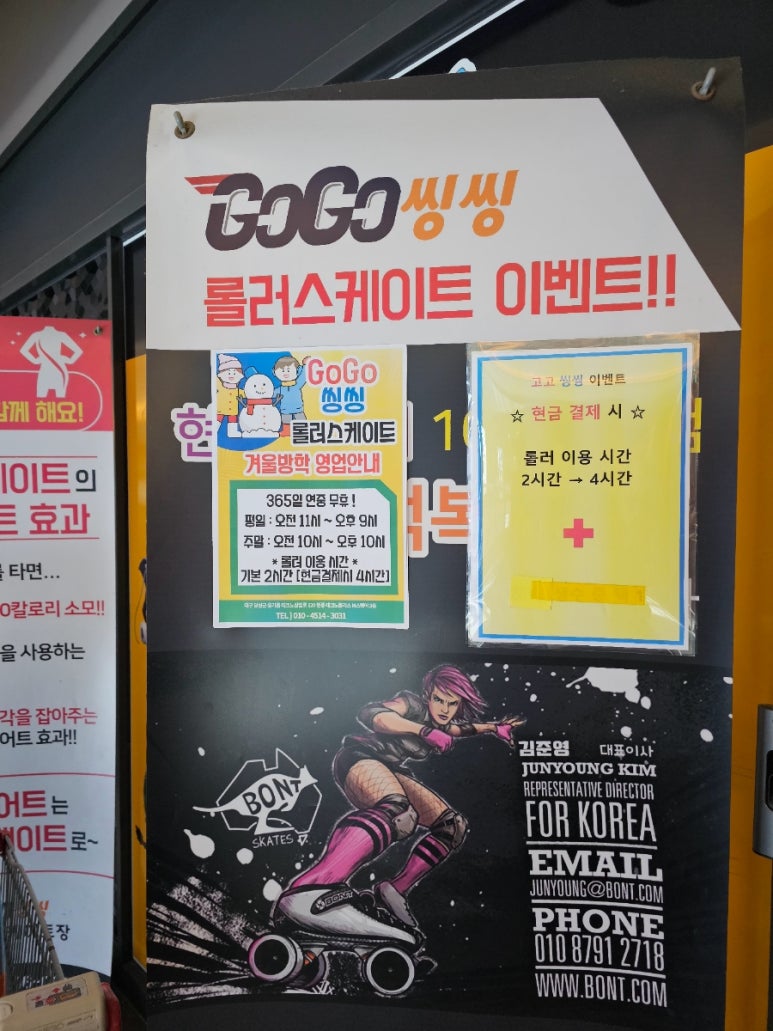 GOGO씽씽
롤러스케이트 이벤트!!
GoGo
씽씽
롤러스케이트
겨울방학 영업안내
365일 연중 무휴!
평일 : 오전 11시 ~ 오후 9시
주말 : 오전 10시 ~ 오후 10시
* 롤러 이용 시간 *
기본 2시간 [현금결제시 4시간]
TEL) 010-4514-3031
고고 씽씽 이벤트
☆ 현금 결제 시 ☆
롤러 이용 시간
2시간 → 4시간
+
현
10
BONT
SKATES
BONT
김준영 대표이사
JUNYOUNG KIM
REPRESENTATIVE DIRECTOR
FOR KOREA
EMAIL
JUNYOUNG@BONT.COM
PHONE
010 8791 2718
WWW.BONT.COM
함께 해요!
이트의
트 효과
타면...
0칼로리 소모!!
을 사용하는
각을 잡아주는
어트 효과!!
어트는
이트로~